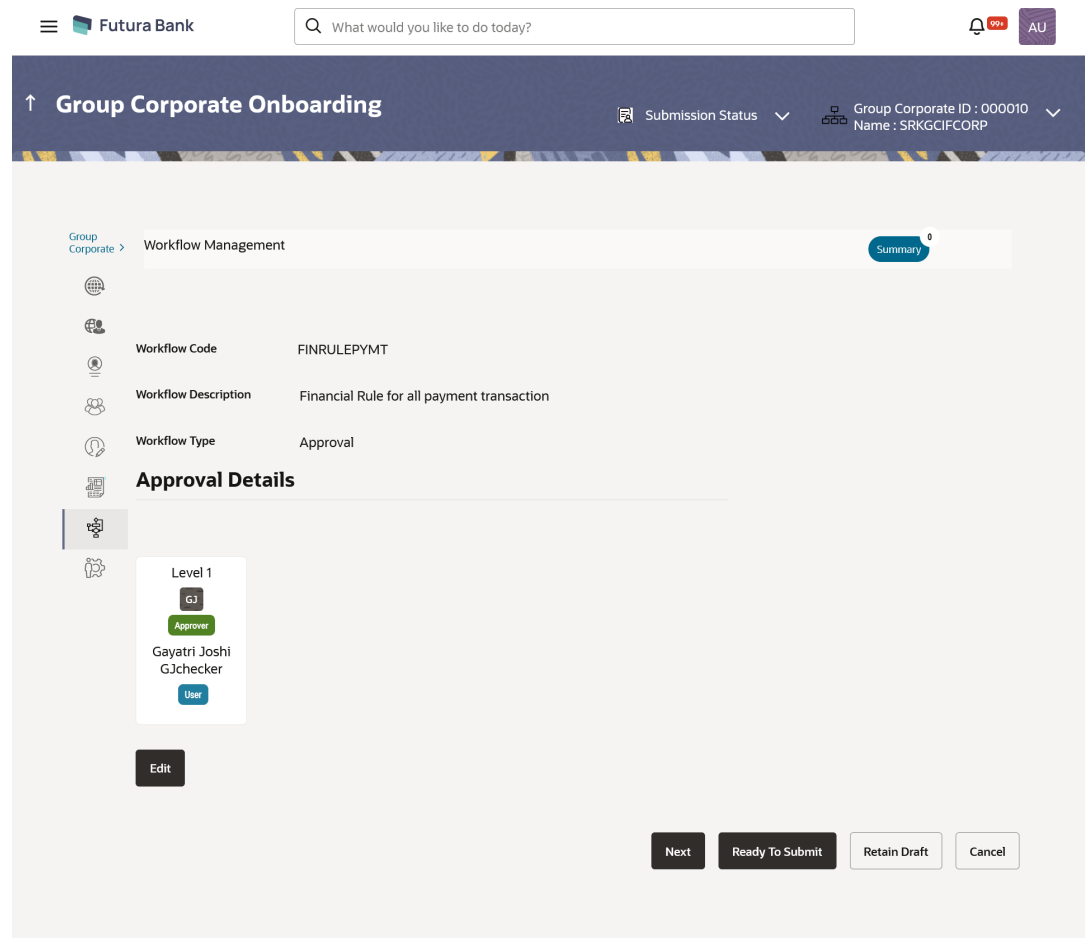 Futura Bank
What would you like to do today?
99+
AU
Group Corporate Onboarding
Submission Status
Group Corporate ID : 000010
Name : SRKGCIFCORP
Group
Corporate
Workflow Management
Summary
0
Workflow Code
FINRULEPYMT
Workflow Description
Financial Rule for all payment transaction
Workflow Type
Approval
Approval Details
Level 1
GJ
Approver
Gayatri Joshi
GJchecker
User
Edit
Next
Ready To Submit
Retain Draft
Cancel